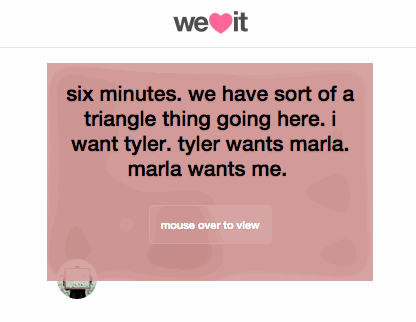 we it
six minutes. we have sort of a
triangle thing going here. i
want tyler. tyler wants marla.
marla wants me.
mouse over to view